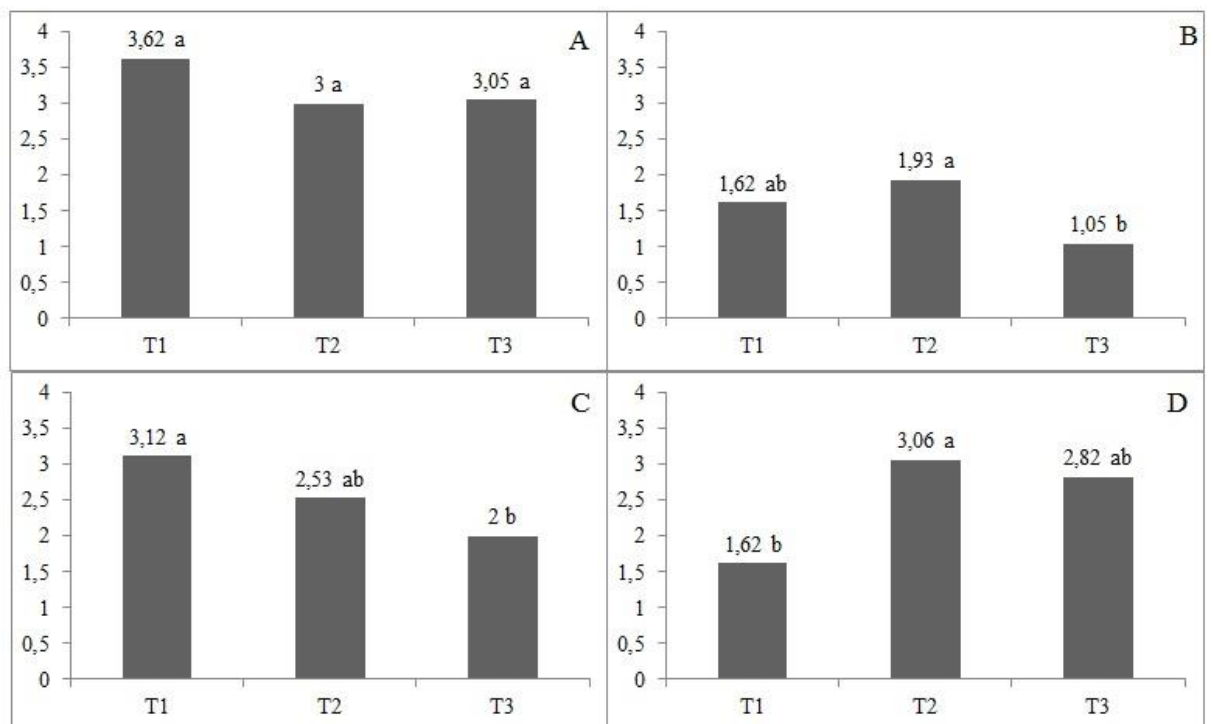 A
4
3,5
3
2,5
2
1,5
1
0,5
0
3,62 a
3 a
3,05 a
T1 T2 T3
B
4
3,5
3
2,5
2
1,5
1
0,5
0
1,62 ab
1,93 a
1,05 b
T1 T2 T3
C
4
3,5
3
2,5
2
1,5
1
0,5
0
3,12 a
2,53 ab
2 b
T1 T2 T3
D
4
3,5
3
2,5
2
1,5
1
0,5
0
1,62 b
3,06 a
2,82 ab
T1 T2 T3